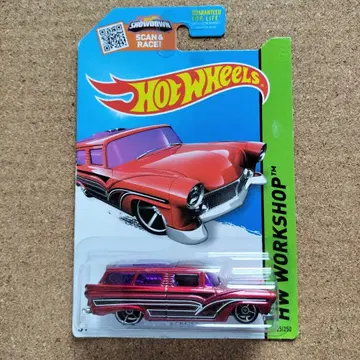 SHOWDOWN
SCAN &
RACE!
GUARANTEED
FOR LIFE
HOT WHEELS
HW WORKSHOP™